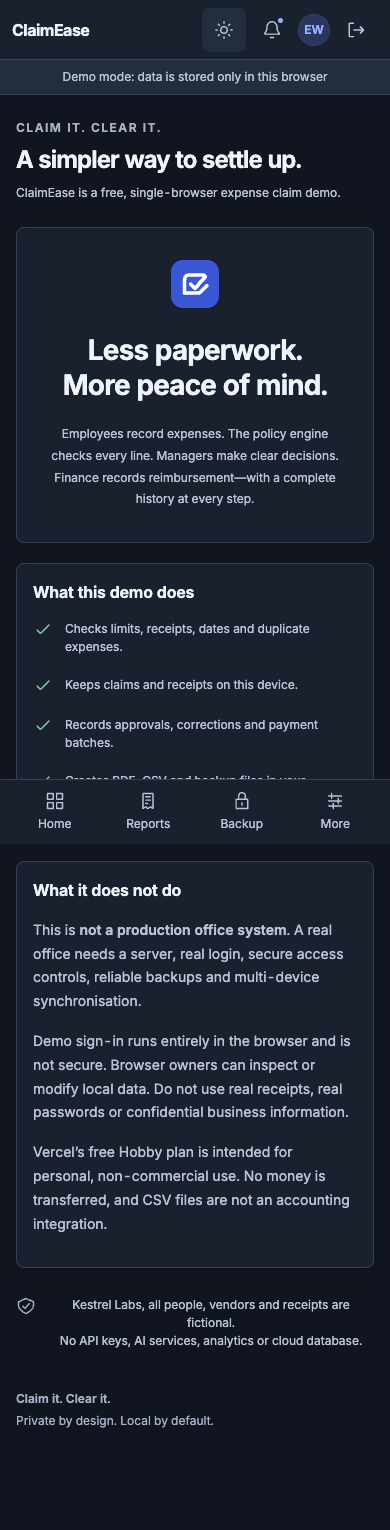 ClaimEase
EW
Demo mode: data is stored only in this browser
CLAIM IT. CLEAR IT.
A simpler way to settle up.
ClaimEase is a free, single-browser expense claim demo.
Less paperwork.
More peace of mind.
Employees record expenses. The policy engine
checks every line. Managers make clear decisions.
Finance records reimbursement—with a complete
history at every step.
What this demo does
Checks limits, receipts, dates and duplicate
expenses.
Keeps claims and receipts on this device.
Records approvals, corrections and payment
batches.
Creates PDF, CSV and backup files in your
Home
Reports
Backup
More
What it does not do
This is not a production office system. A real
office needs a server, real login, secure access
controls, reliable backups and multi-device
synchronisation.
Demo sign-in runs entirely in the browser and is
not secure. Browser owners can inspect or
modify local data. Do not use real receipts, real
passwords or confidential business information.
Vercel’s free Hobby plan is intended for
personal, non-commercial use. No money is
transferred, and CSV files are not an accounting
integration.
Kestrel Labs, all people, vendors and receipts are
fictional.
No API keys, AI services, analytics or cloud database.
Claim it. Clear it.
Private by design. Local by default.